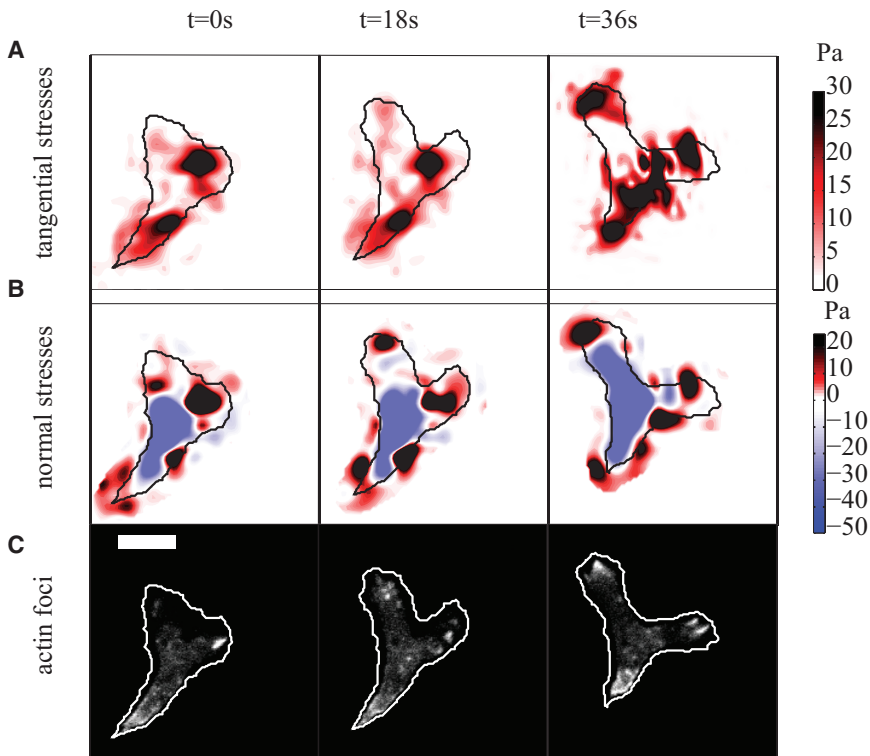 t=0s t=18s t=36s
A
tangential stresses
Pa
30
25
20
15
10
5
0
B
normal stresses
Pa
20
10
0
−10
−20
−30
−40
−50
C
actin foci